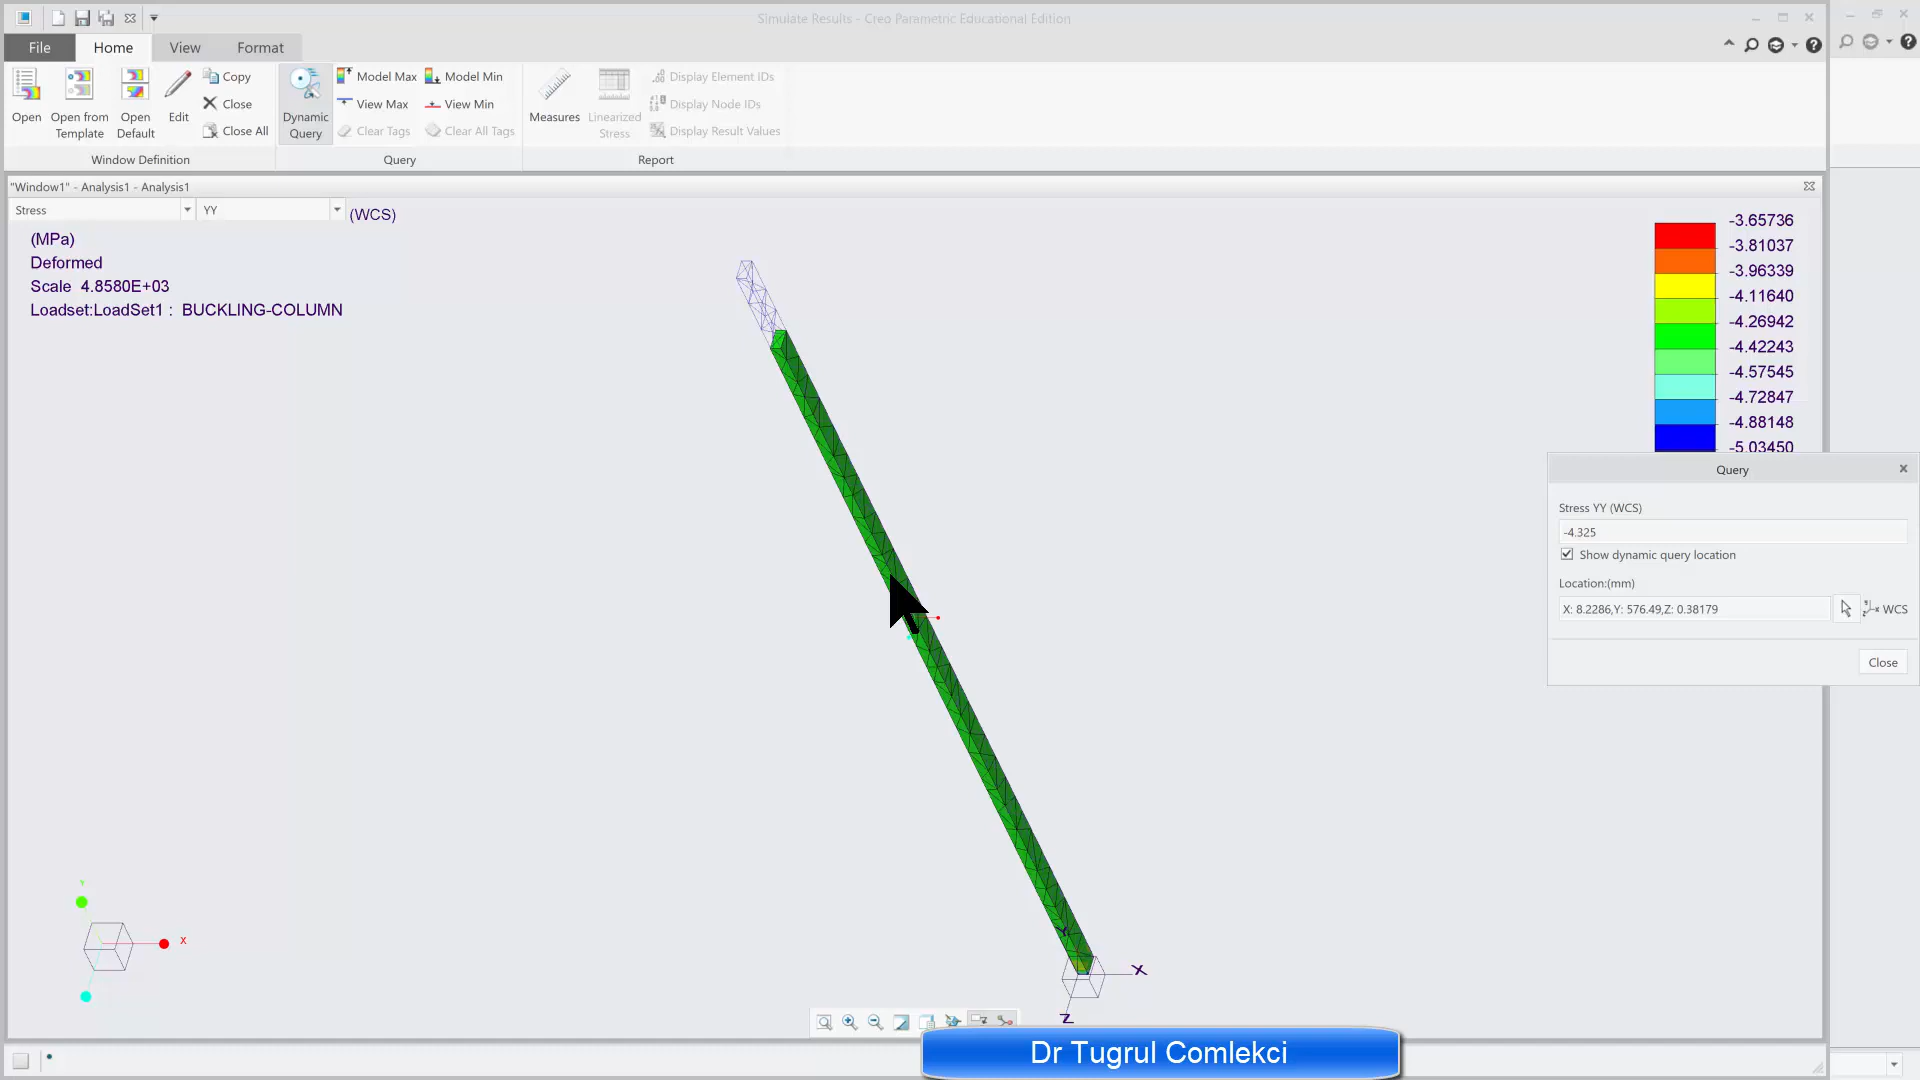 Simulate Results - Creo Parametric Educational Edition
File Home View Format
Open
Open from Template
Open Default
Edit
Copy
Close
Close All
Window Definition
Dynamic Query
Model Max Model Min
View Max View Min
Clear Tags Clear All Tags
Query
Measures
Linearized Stress
Display Element IDs
Display Node IDs
Display Result Values
Report
"Window1" - Analysis1 - Analysis1
Stress YY (WCS)
(MPa)
Deformed
Scale 4.8580E+03
Loadset:LoadSet1 : BUCKLING-COLUMN
-3.65736
-3.81037
-3.96339
-4.11640
-4.26942
-4.42243
-4.57545
-4.72847
-4.88148
-5.03450
Query
Stress YY (WCS)
-4.325
Show dynamic query location
Location:(mm)
X: 8.2286,Y: 576.49,Z: 0.38179
WCS
Close
Y
X
Y
X
Z
Dr Tugrul Comlekci